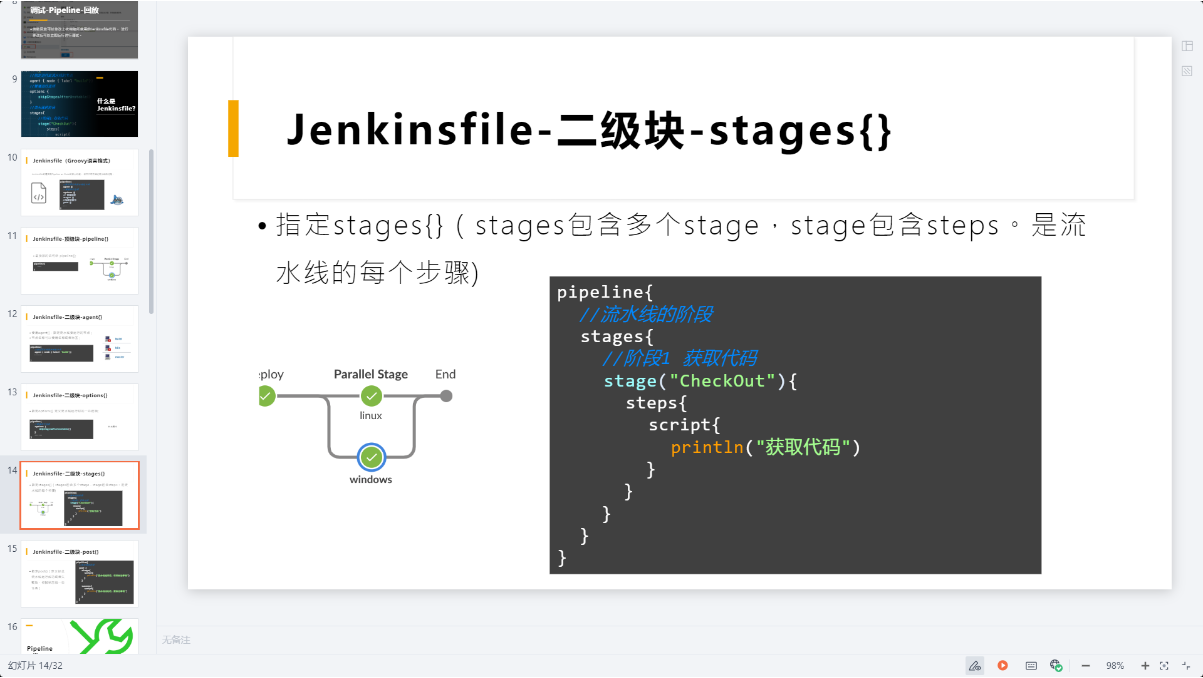 调试-Pipeline-回放
9
什么是
Jenkinsfile?
10
Jenkinsfile（Groovy语言格式）
11
Jenkinsfile-顶级块-pipeline{}
12
Jenkinsfile-二级块-agent{}
13
Jenkinsfile-二级块-options{}
14
Jenkinsfile-二级块-stages{}
15
Jenkinsfile-二级块-post{}
16
Pipeline
Jenkinsfile-二级块-stages{}
• 指定stages{}（stages包含多个stage，stage包含steps。是流
水线的每个步骤)
eploy
Parallel Stage
End
linux
windows
pipeline{
//流水线的阶段
stages{
//阶段1 获取代码
stage("CheckOut"){
steps{
script{
println("获取代码")
}
}
}
}
}
无备注
幻灯片 14/32
98%